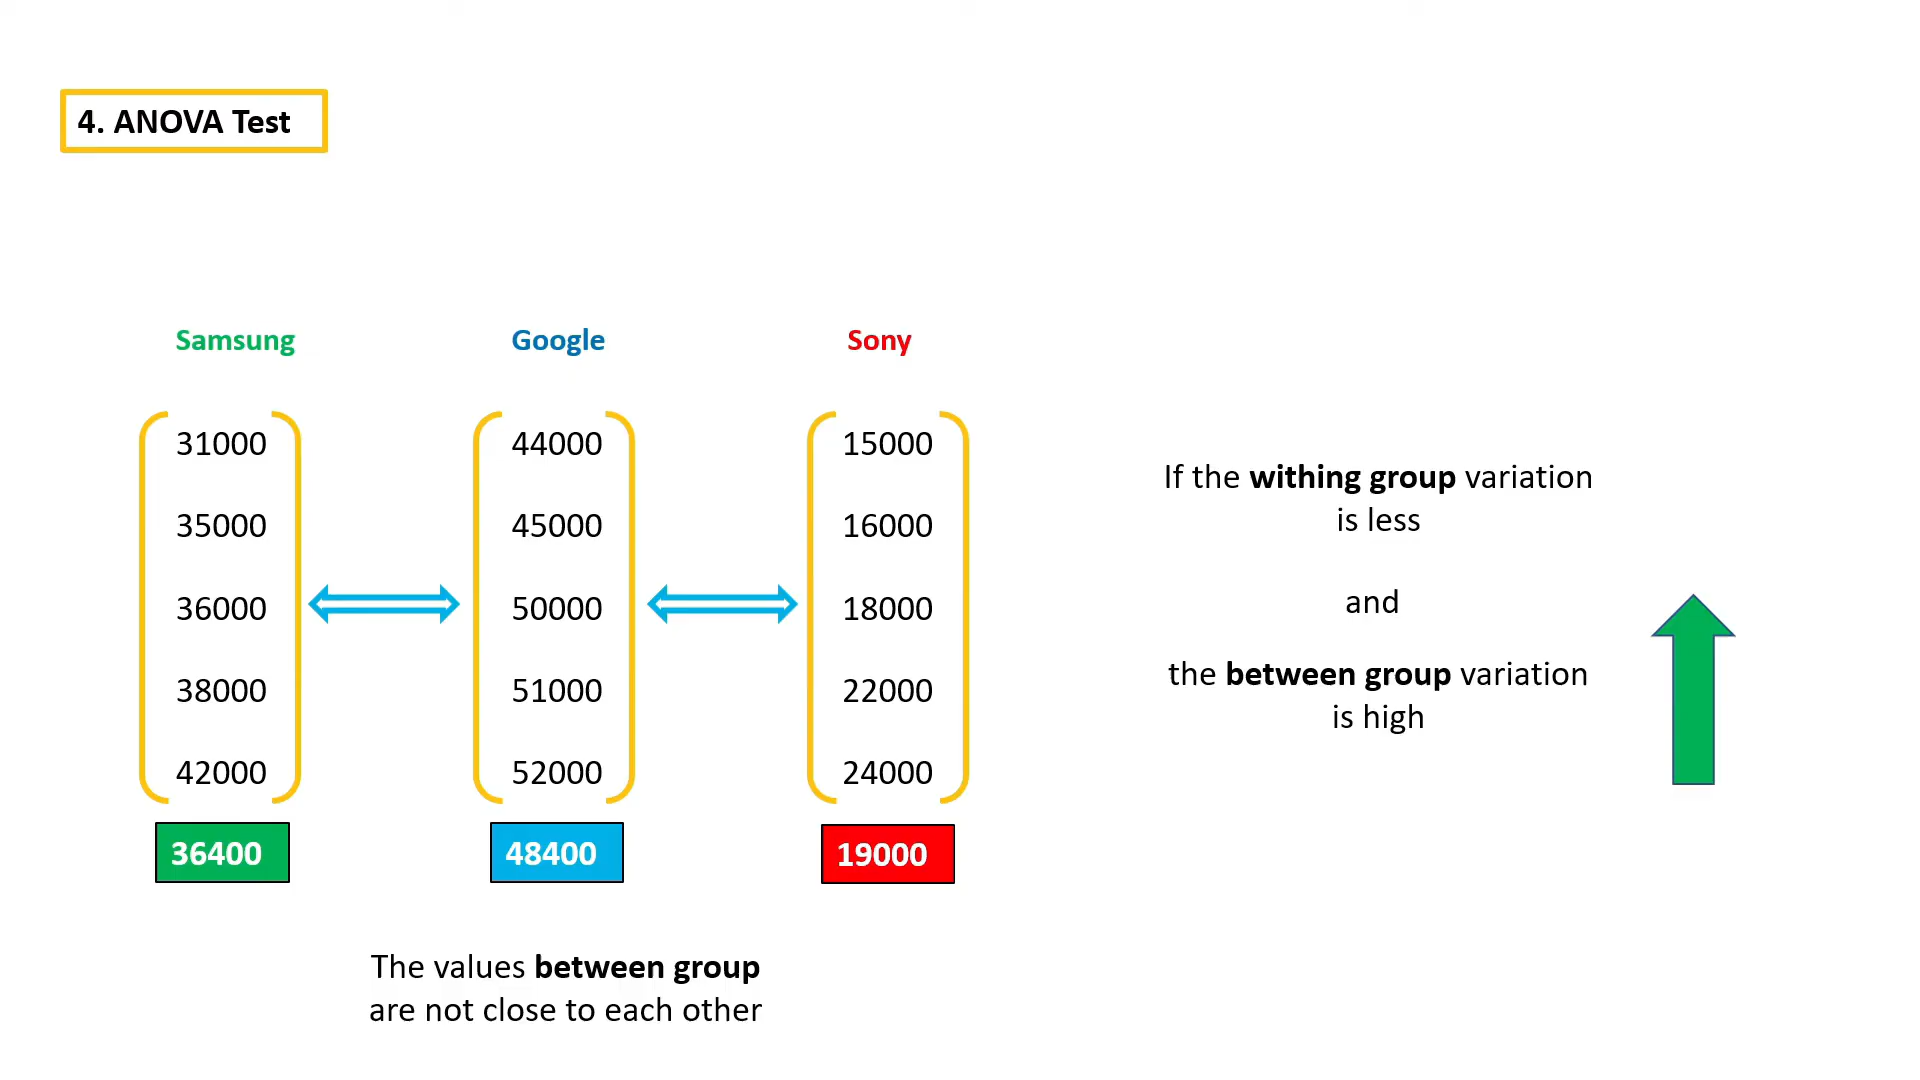 4. ANOVA Test
Samsung Google Sony
31000 44000 15000
35000 45000 16000
36000 50000 18000
38000 51000 22000
42000 52000 24000
36400 48400 19000
The values between group
are not close to each other
If the withing group variation
is less
and
the between group variation
is high